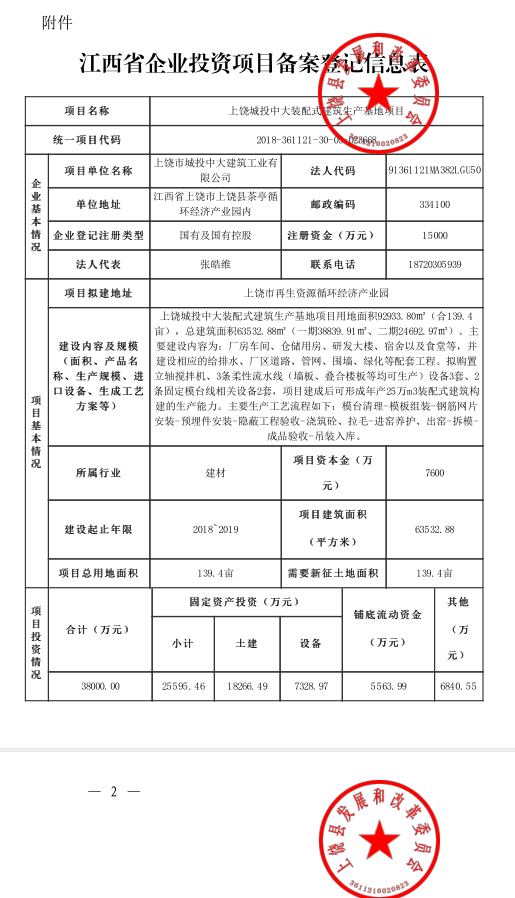 附件
江西省企业投资项目备案登记信息表
项目名称 上饶城投中大装配式建筑生产基地项目
统一项目代码 2018-361121-30-03-023668
企业基本情况
项目单位名称 上饶市城投中大建筑工业有
限公司 法人代码 91361121MA382LGU50
单位地址 江西省上饶市上饶县茶亭循
环经济产业园内 邮政编码 334100
企业登记注册类型 国有及国有控股 注册资金（万元） 15000
法人代表 张皓维 联系电话 18720305939
项目基本情况
项目拟建地址 上饶市再生资源循环经济产业园
建设内容及规模
（面积、产品名
称、生产规模、进
口设备、生成工艺
方案等）
上饶城投中大装配式建筑生产基地项目用地面积92933.80㎡（合139.4
亩），总建筑面积63532.88㎡（一期38839.91㎡、二期24692.97㎡）。主
要建设内容为：厂房车间、仓储用房、研发大楼、宿舍以及食堂等，并
建设相应的给排水、厂区道路、管网、围墙、绿化等配套工程。拟购置
立轴搅拌机、3条柔性流水线（墙板、叠合楼板等均可生产）设备3套、2
条固定模台线相关设备2套，项目建成后可形成年产25万m3装配式建筑构
建的生产能力。主要生产工艺流程如下：模台清理-模板组装-钢筋网片
安装-预埋件安装-隐蔽工程验收-浇筑砼、拉毛-进窑养护、出窑-拆模-
成品验收-吊装入库。
所属行业 建材 项目资本金（万
元） 7600
建设起止年限 2018~2019 项目建筑面积
（平方米） 63532.88
项目总用地面积 139.4亩 需要新征土地面积 139.4亩
项目投资情况
合计（万元） 固定资产投资（万元） 铺底流动资金
（万元） 其他
（万
元）
小计 土建 设备
38000.00 25595.46 18266.49 7328.97 5563.99 6840.55
上饶县发展和改革委员会
3611210020823
— 2 —
上饶县发展和改革委员会
3611210020823